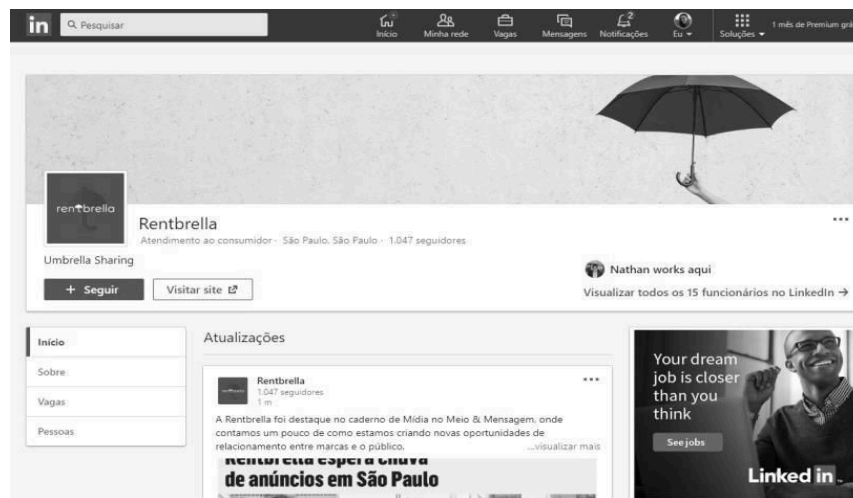 in Pesquisar
Início Minha rede Vagas Mensagens Notificações Eu Soluções 1 mês de Premium grá
2
rentbrella
Rentbrella
Atendimento ao consumidor · São Paulo, São Paulo · 1.047 seguidores
Umbrella Sharing
Nathan works aqui
+ Seguir Visitar site
Visualizar todos os 15 funcionários no LinkedIn →
Início
Sobre
Vagas
Pessoas
Atualizações
Rentbrella
1.047 seguidores
1 m
A Rentbrella foi destaque no caderno de Mídia no Meio & Mensagem, onde
contamos um pouco de como estamos criando novas oportunidades de
relacionamento entre marcas e o público. ...visualizar mais
Rentbrella espera chuva
de anúncios em São Paulo
Your dream
job is closer
than you
think
See jobs
Linked in